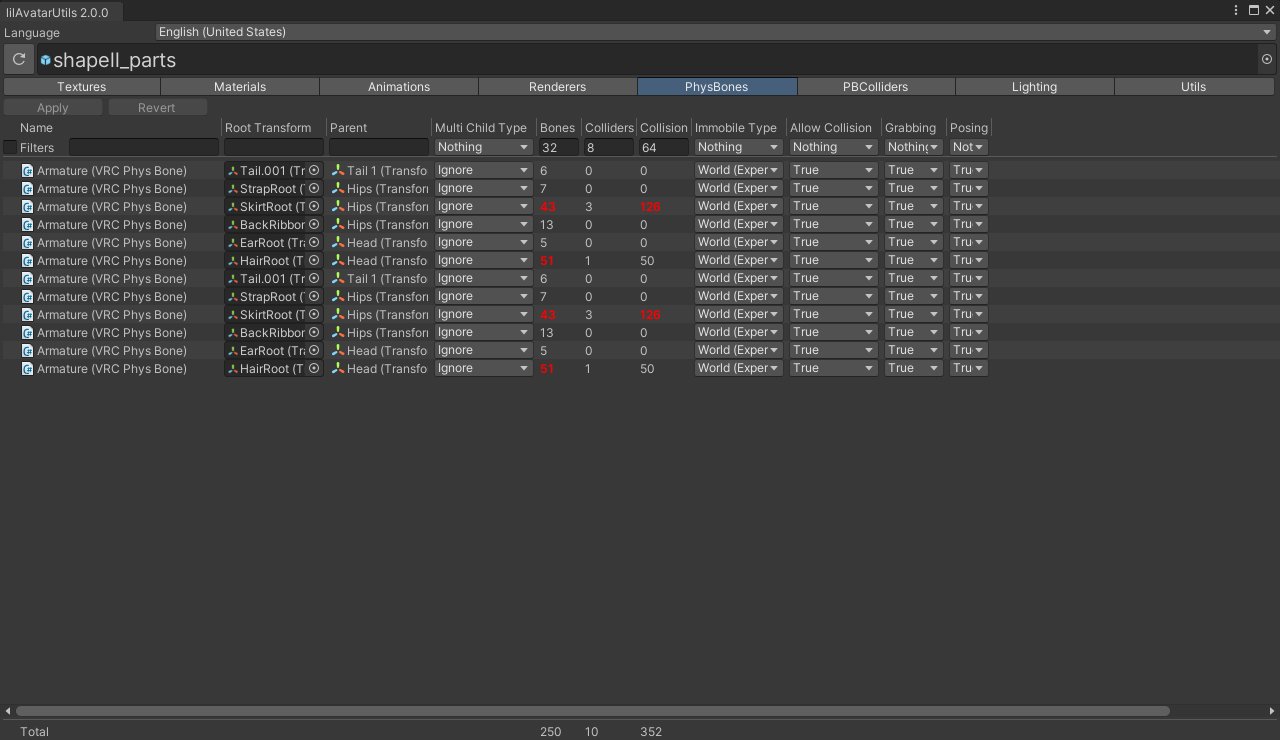 lilAvatarUtils 2.0.0
Language English (United States)
shapell_parts
Textures Materials Animations Renderers PhysBones PBColliders Lighting Utils
Apply Revert
Name Root Transform Parent Multi Child Type Bones Colliders Collision Immobile Type Allow Collision Grabbing Posing
Filters Nothing 32 8 64 Nothing Nothing Nothing Not
Armature (VRC Phys Bone) Tail.001 (Tr Tail 1 (Transfo Ignore 6 0 0 World (Exper True True Tru
Armature (VRC Phys Bone) StrapRoot (T Hips (Transfor Ignore 7 0 0 World (Exper True True Tru
Armature (VRC Phys Bone) SkirtRoot (T Hips (Transfor Ignore 43 3 126 World (Exper True True Tru
Armature (VRC Phys Bone) BackRibbon Hips (Transfor Ignore 13 0 0 World (Exper True True Tru
Armature (VRC Phys Bone) EarRoot (Tra Head (Transfo Ignore 5 0 0 World (Exper True True Tru
Armature (VRC Phys Bone) HairRoot (T Head (Transfo Ignore 51 1 50 World (Exper True True Tru
Armature (VRC Phys Bone) Tail.001 (Tr Tail 1 (Transfo Ignore 6 0 0 World (Exper True True Tru
Armature (VRC Phys Bone) StrapRoot (T Hips (Transfor Ignore 7 0 0 World (Exper True True Tru
Armature (VRC Phys Bone) SkirtRoot (T Hips (Transfor Ignore 43 3 126 World (Exper True True Tru
Armature (VRC Phys Bone) BackRibbon Hips (Transfor Ignore 13 0 0 World (Exper True True Tru
Armature (VRC Phys Bone) EarRoot (Tra Head (Transfo Ignore 5 0 0 World (Exper True True Tru
Armature (VRC Phys Bone) HairRoot (T Head (Transfo Ignore 51 1 50 World (Exper True True Tru
Total 250 10 352